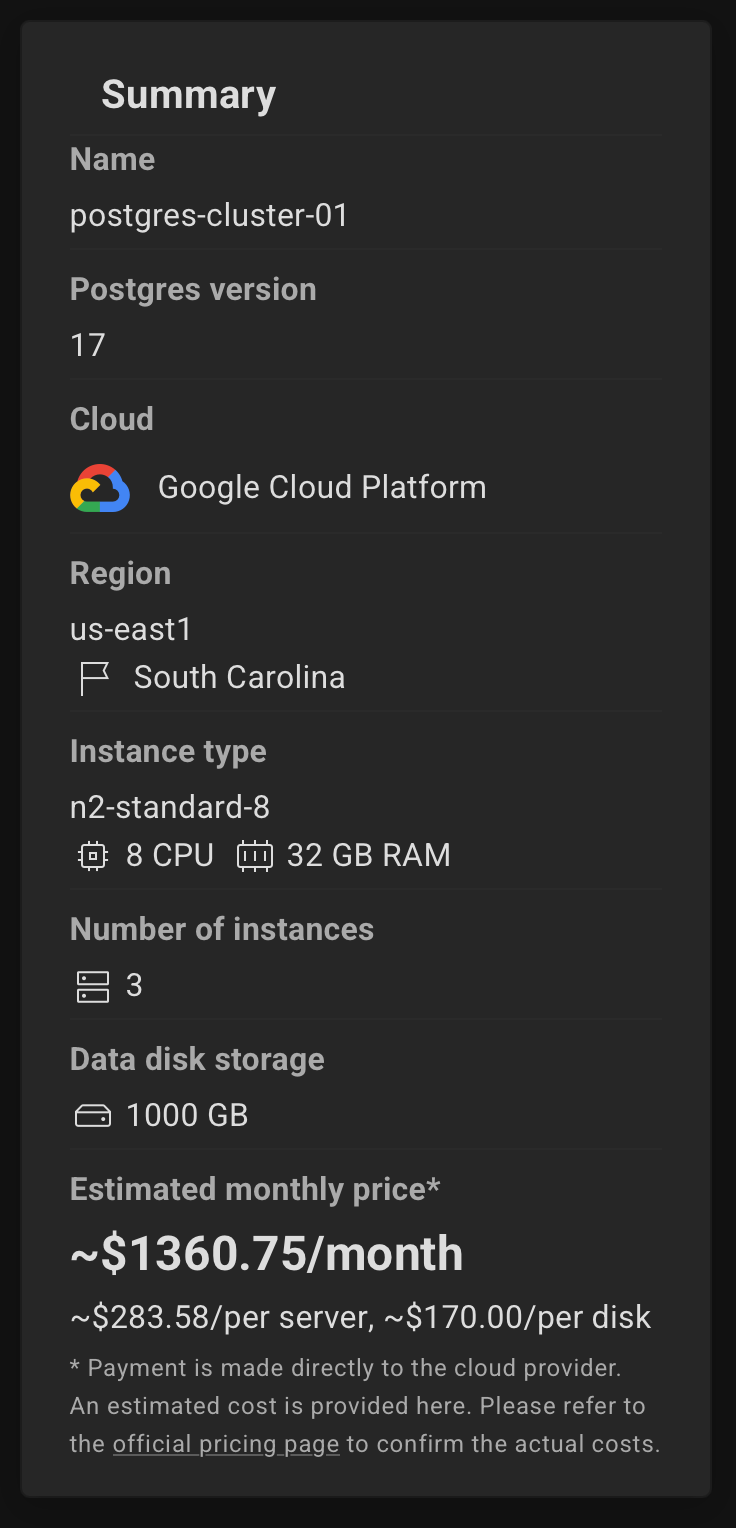 Summary
Name
postgres-cluster-01
Postgres version
17
Cloud
Google Cloud Platform
Region
us-east1
South Carolina
Instance type
n2-standard-8
8 CPU 32 GB RAM
Number of instances
3
Data disk storage
1000 GB
Estimated monthly price*
~$1360.75/month
~$283.58/per server, ~$170.00/per disk
* Payment is made directly to the cloud provider.
An estimated cost is provided here. Please refer to
the official pricing page to confirm the actual costs.